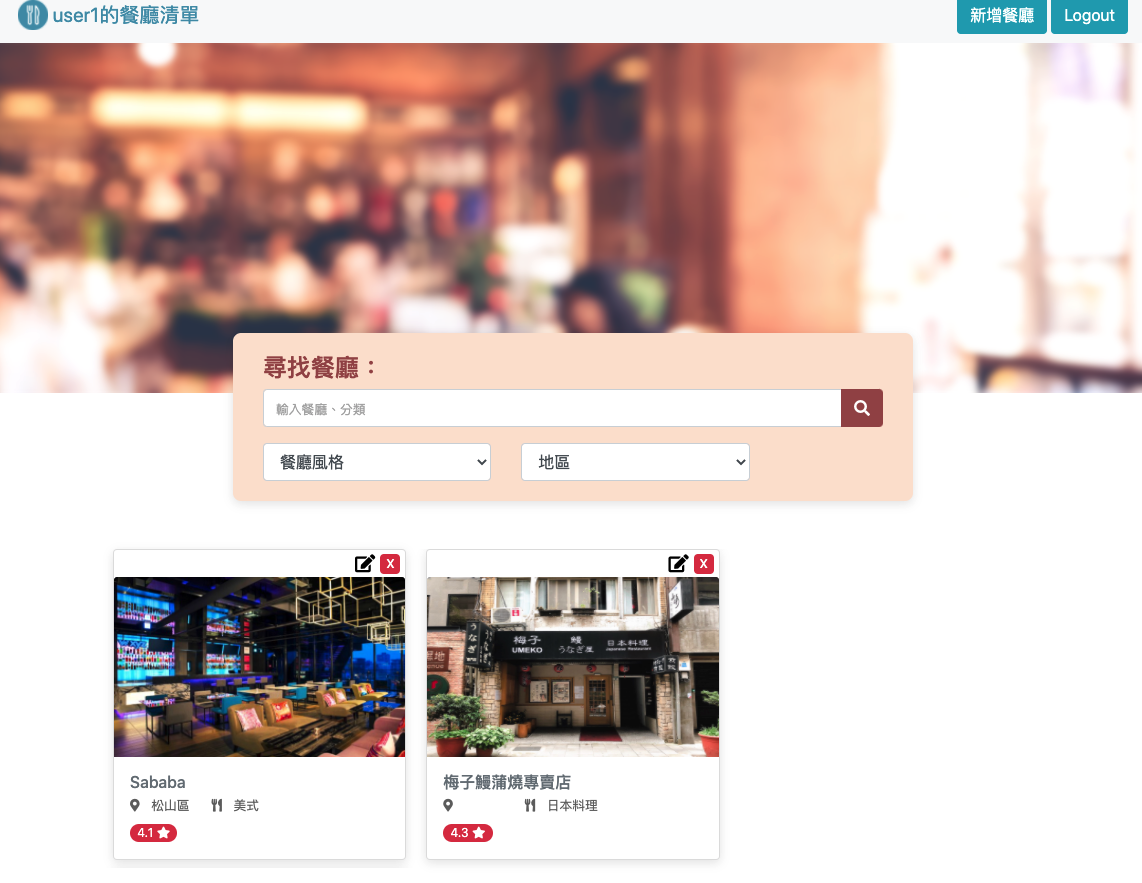 user1的餐廳清單
新增餐廳 Logout
尋找餐廳：
輸入餐廳、分類
餐廳風格 地區
X X
梅子 鰻 日本料理
UMEKO うなぎ屋 Japanese Restaurant
Sababa
松山區 美式
4.1
梅子鰻蒲燒專賣店
日本料理
4.3